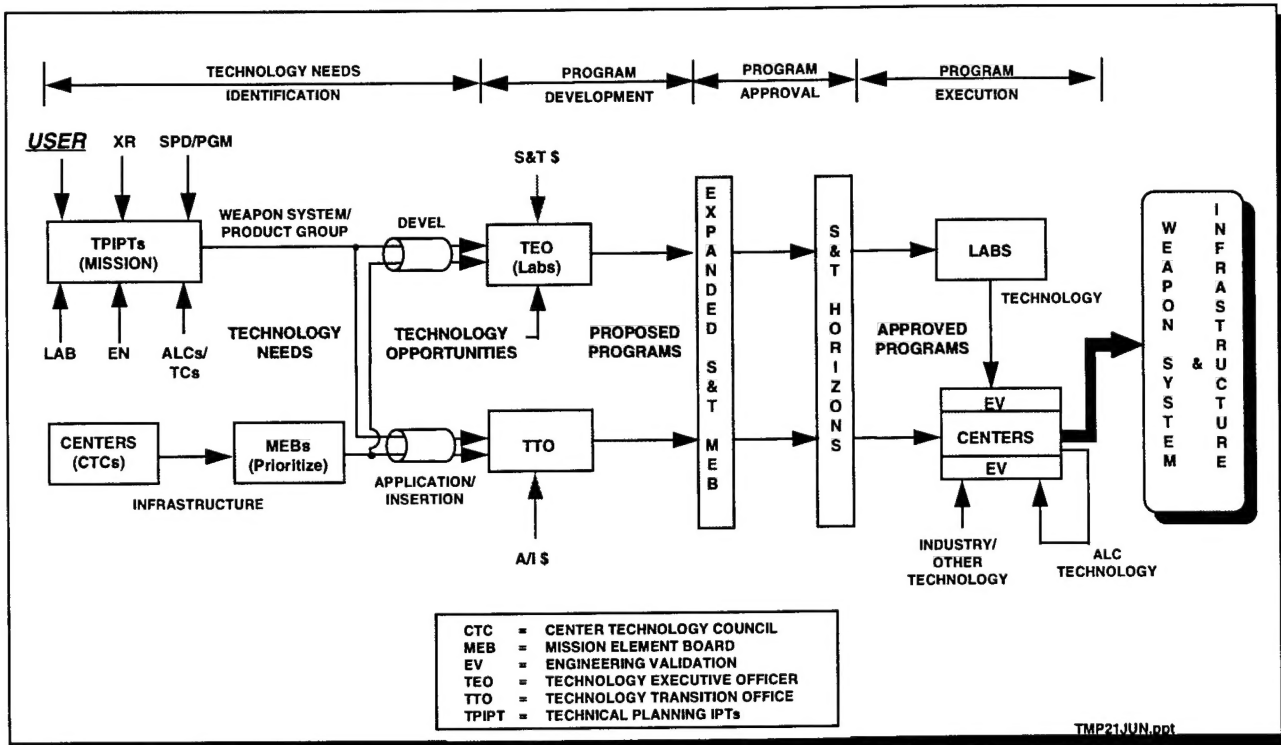 TECHNOLOGY NEEDS
IDENTIFICATION
PROGRAM
DEVELOPMENT
PROGRAM
APPROVAL
PROGRAM
EXECUTION
USER
XR
SPD/PGM
S&T $
WEAPON SYSTEM/
PRODUCT GROUP
DEVEL
TPIPTs
(MISSION)
TEO
(Labs)
LAB
EN
ALCs/
TCs
TECHNOLOGY
NEEDS
TECHNOLOGY
OPPORTUNITIES
PROPOSED
PROGRAMS
EXPANDED S&T MEB
S&T HORIZONS
LABS
TECHNOLOGY
APPROVED
PROGRAMS
EV
CENTERS
EV
WEAPON SYSTEM
&
INFRASTRUCTURE
CENTERS
(CTCs)
MEBs
(Prioritize)
INFRASTRUCTURE
APPLICATION/
INSERTION
TTO
A/I $
INDUSTRY/
OTHER
TECHNOLOGY
ALC
TECHNOLOGY
CTC = CENTER TECHNOLOGY COUNCIL
MEB = MISSION ELEMENT BOARD
EV = ENGINEERING VALIDATION
TEO = TECHNOLOGY EXECUTIVE OFFICER
TTO = TECHNOLOGY TRANSITION OFFICE
TPIPT = TECHNICAL PLANNING IPTs
TMP21JUN.ppt